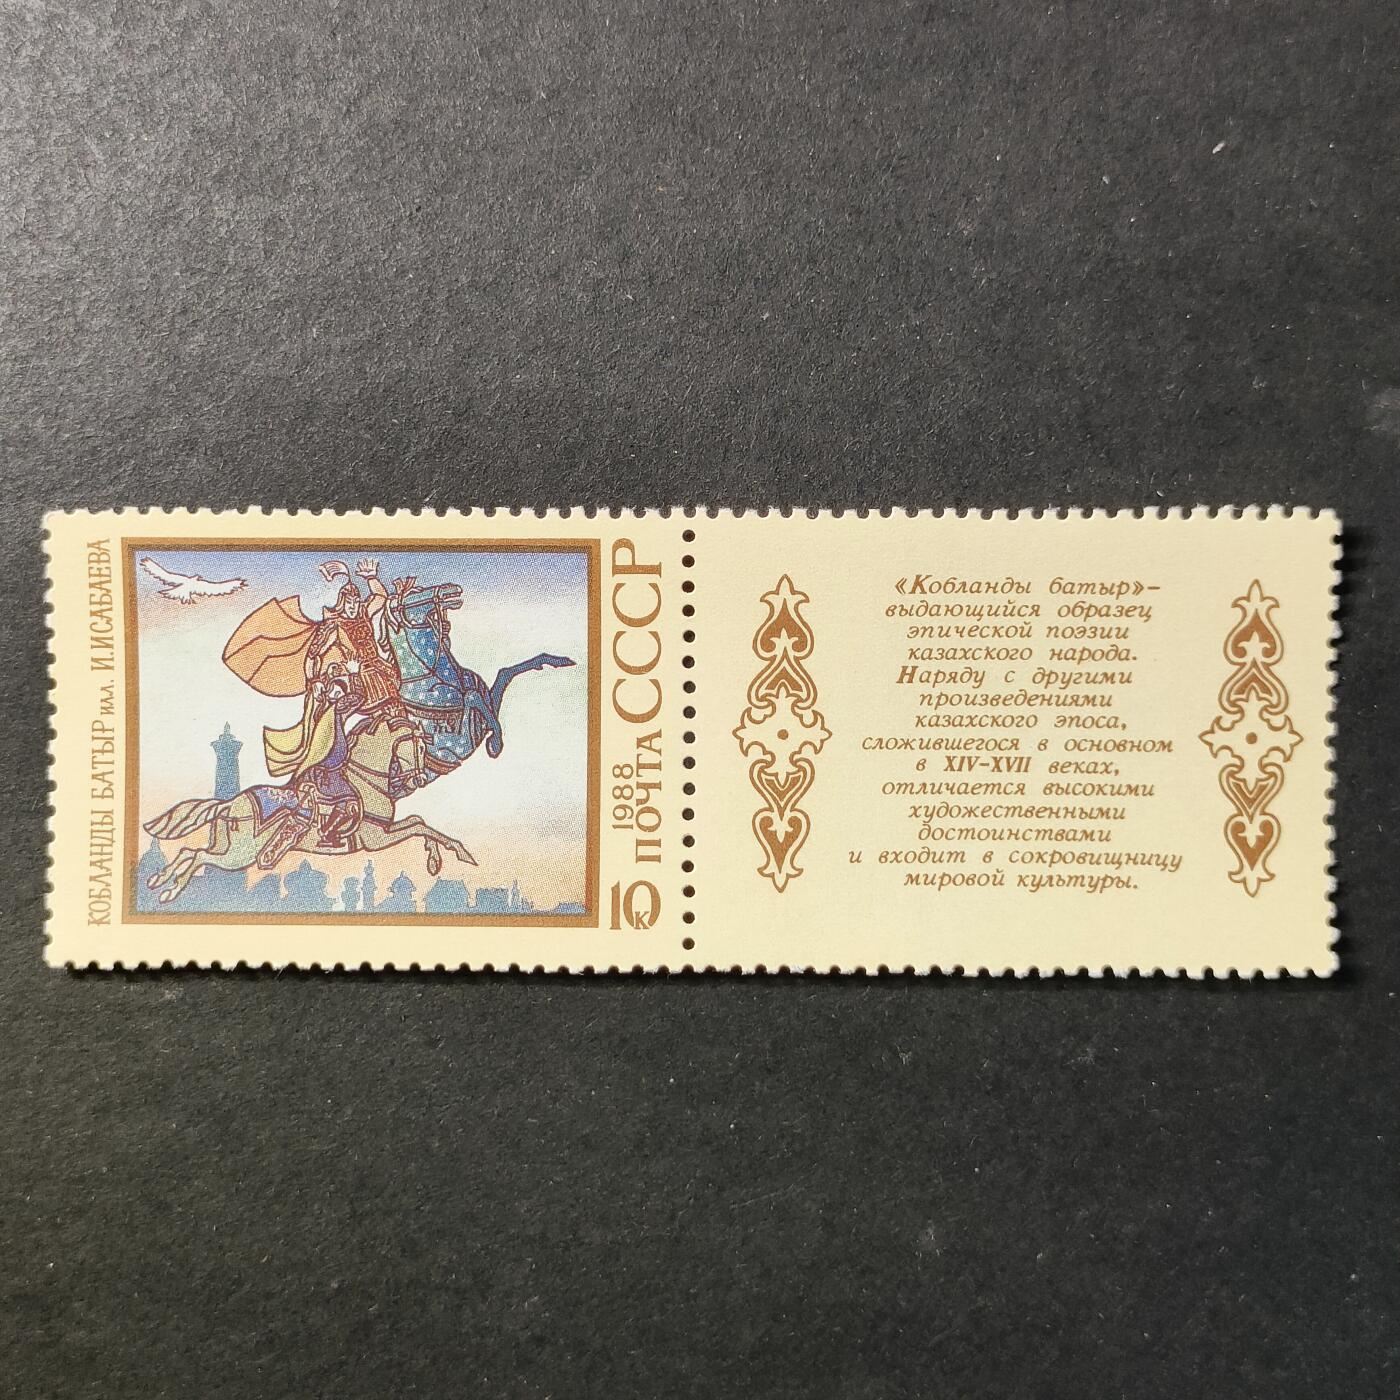 КОБЛАНДЫ БАТЫР ИЛ. И.ИСАБАЕВА
10к ПОЧТА СССР
1988
«Кобланды батыр»–
выдающийся образец
эпической поэзии
казахского народа.
Наряду с другими
произведениями
казахского эпоса,
сложившегося в основном
в XIV–XVII веках,
отличается высокими
художественными
достоинствами
и входит в сокровищницу
мировой культуры.